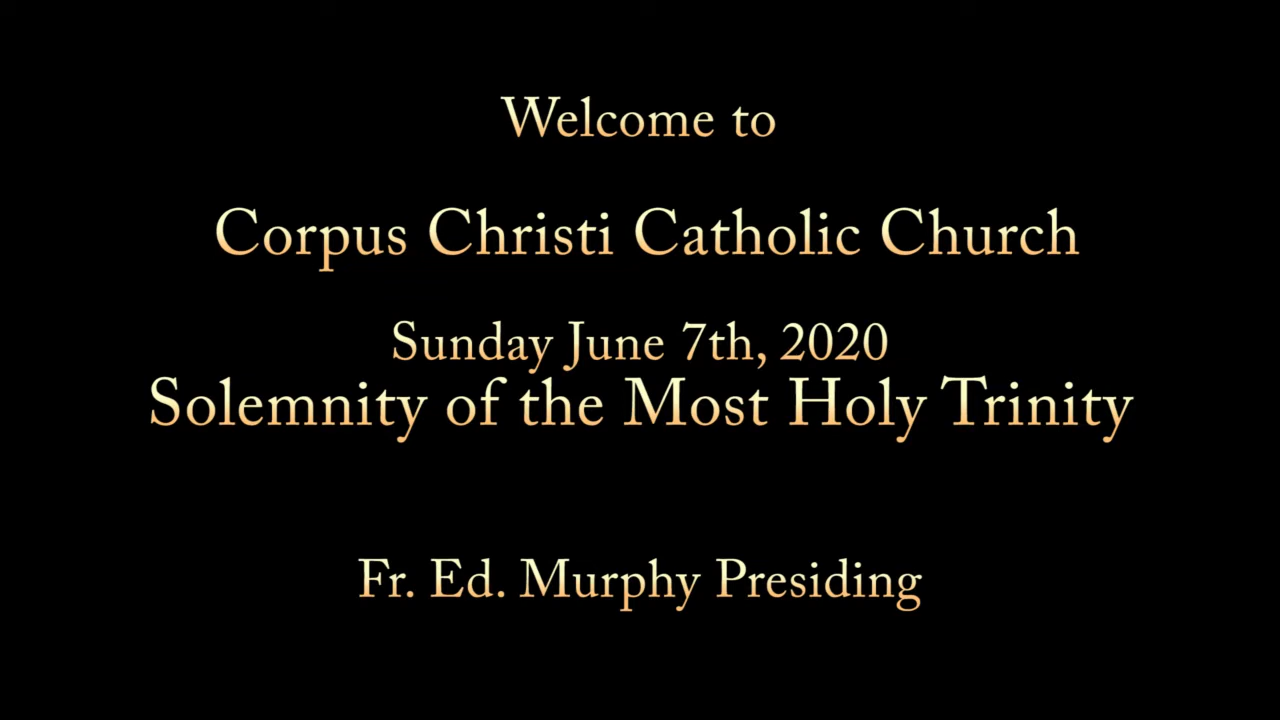 Welcome to
Corpus Christi Catholic Church
Sunday June 7th, 2020
Solemnity of the Most Holy Trinity
Fr. Ed. Murphy Presiding